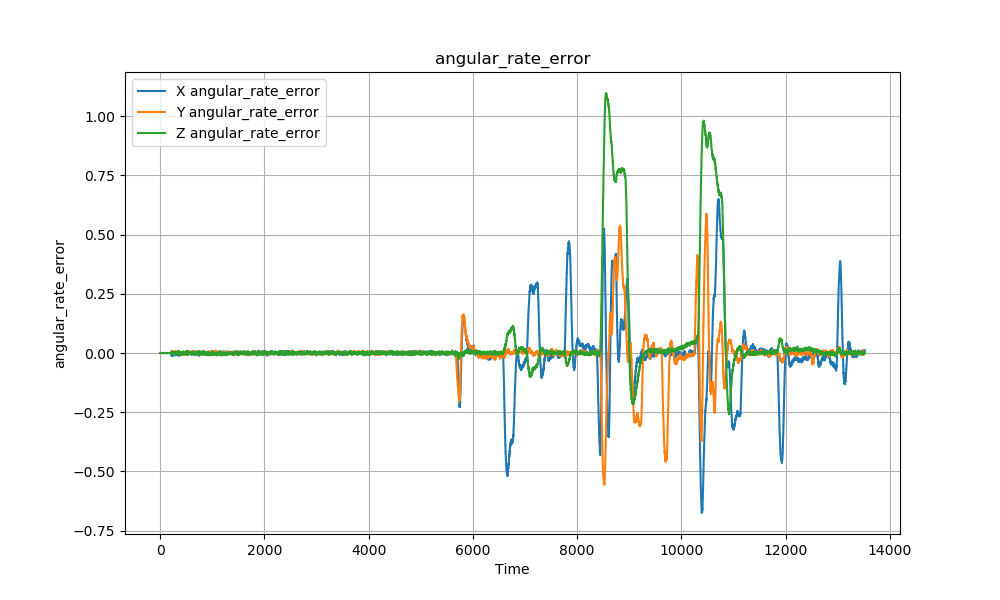 angular_rate_error
X angular_rate_error
Y angular_rate_error
Z angular_rate_error
1.00
0.75
0.50
0.25
0.00
−0.25
−0.50
−0.75
angular_rate_error
0 2000 4000 6000 8000 10000 12000 14000
Time